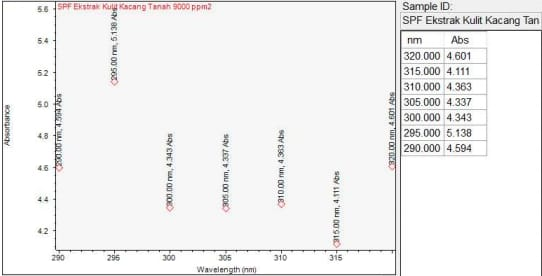 SPF Ekstrak Kulit Kacang Tanah 9000 ppm2
Absorbance
5.6
5.4
5.2
5.0
4.8
4.6
4.4
4.2
290.00 nm, 4.594 Abs
295.00 nm, 5.138 Abs
300.00 nm, 4.343 Abs
305.00 nm, 4.337 Abs
310.00 nm, 4.363 Abs
315.00 nm, 4.111 Abs
320.00 nm, 4.601 Abs
290 295 300 305 310 315
Wavelength (nm)
Sample ID:
SPF Ekstrak Kulit Kacang Tan
nm Abs
320.000 4.601
315.000 4.111
310.000 4.363
305.000 4.337
300.000 4.343
295.000 5.138
290.000 4.594